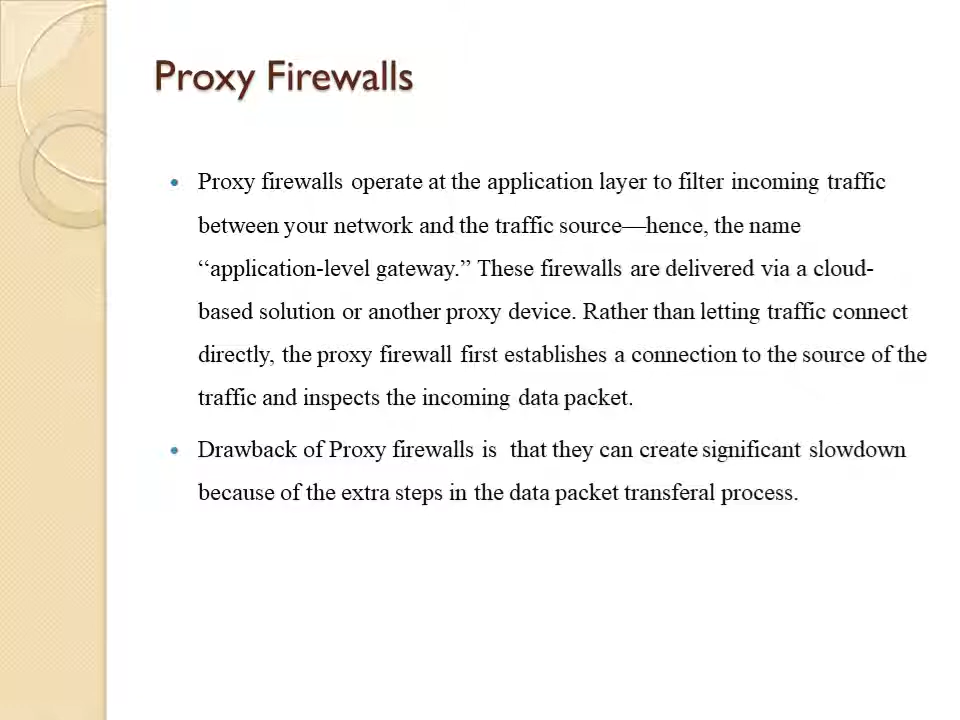 Proxy Firewalls
• Proxy firewalls operate at the application layer to filter incoming traffic
between your network and the traffic source—hence, the name
“application-level gateway.” These firewalls are delivered via a cloud-
based solution or another proxy device. Rather than letting traffic connect
directly, the proxy firewall first establishes a connection to the source of the
traffic and inspects the incoming data packet.
• Drawback of Proxy firewalls is  that they can create significant slowdown
because of the extra steps in the data packet transferal process.